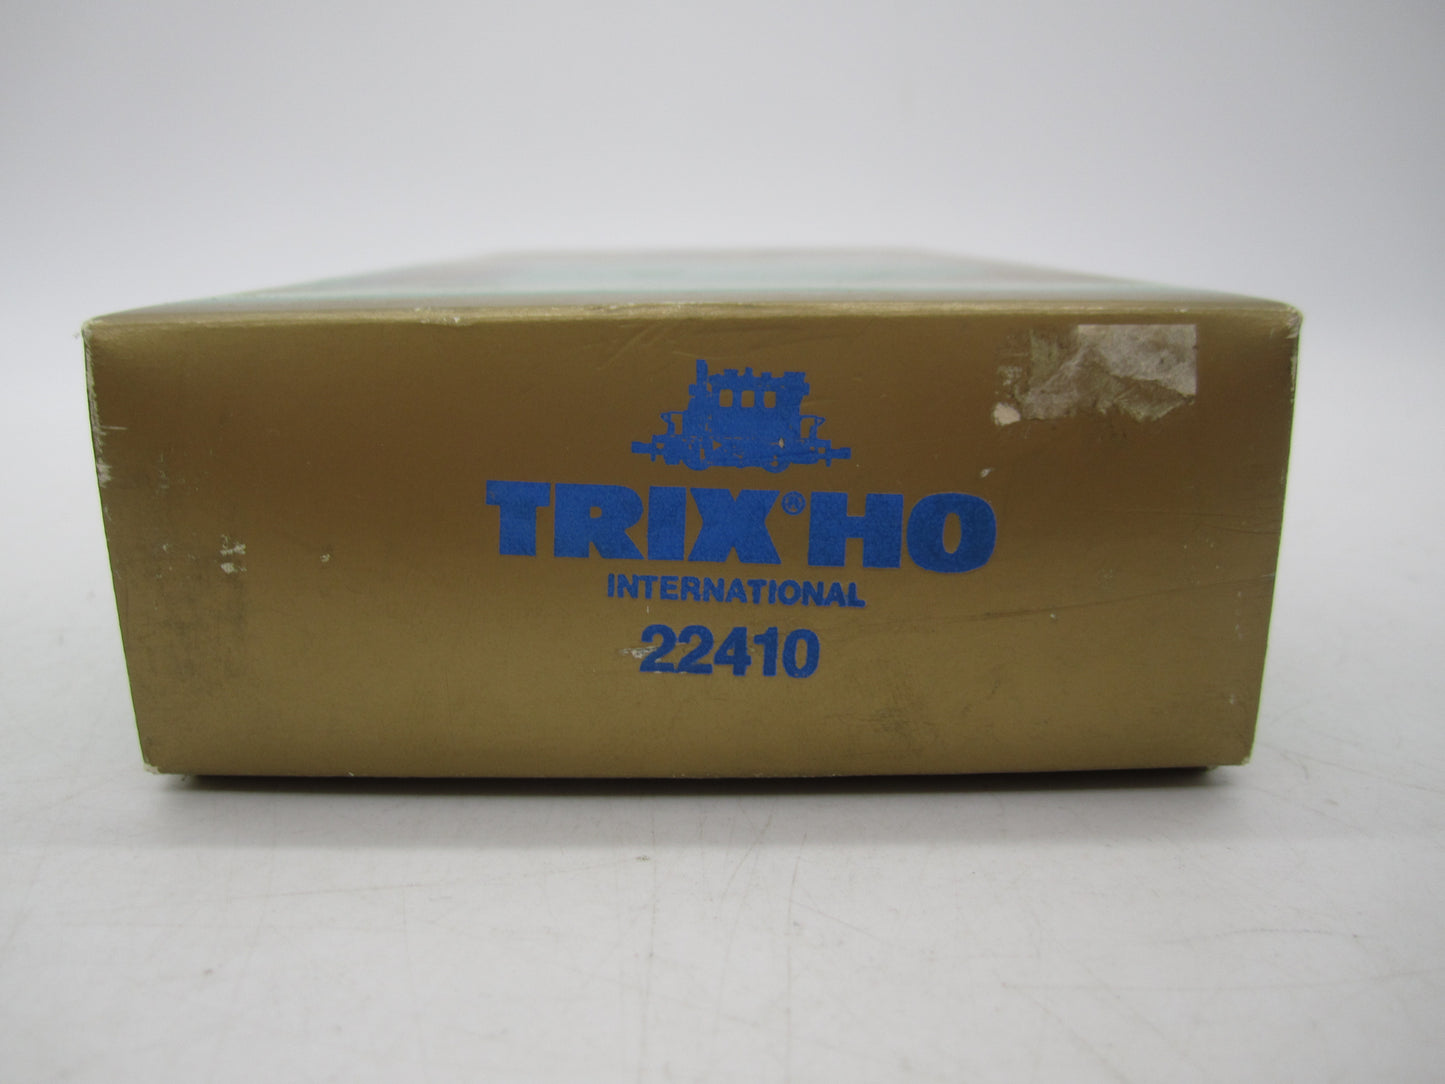 TRIX® HO
INTERNATIONAL
22410